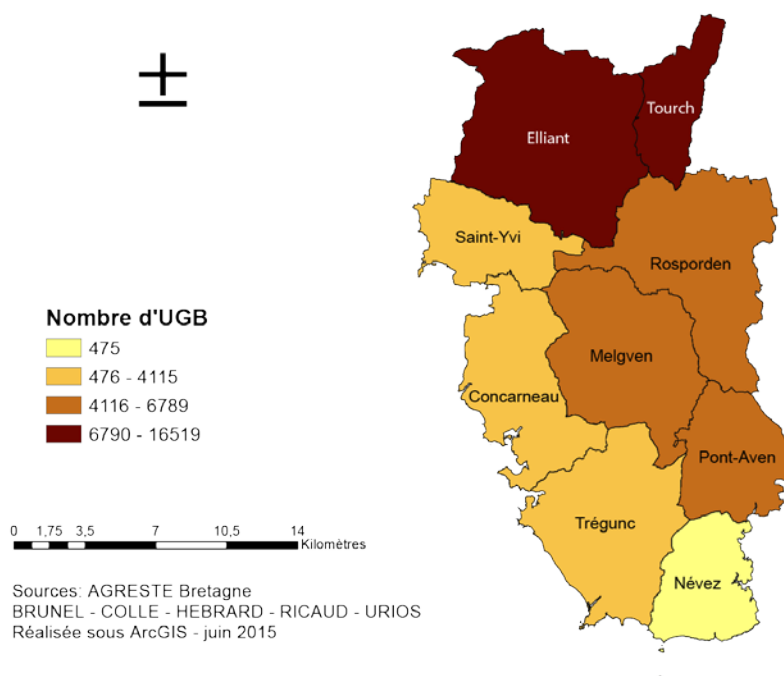 Tourch
Elliant
Saint-Yvi
Rosporden
Nombre d'UGB
475
476 - 4115
4116 - 6789
6790 - 16519
Melgven
Concarneau
Pont-Aven
Trégunc
Névez
0 1,75 3,5 7 10,5 14
Kilomètres
Sources: AGRESTE Bretagne
BRUNEL - COLLE - HEBRARD - RICAUD - URIOS
Réalisée sous ArcGIS - juin 2015